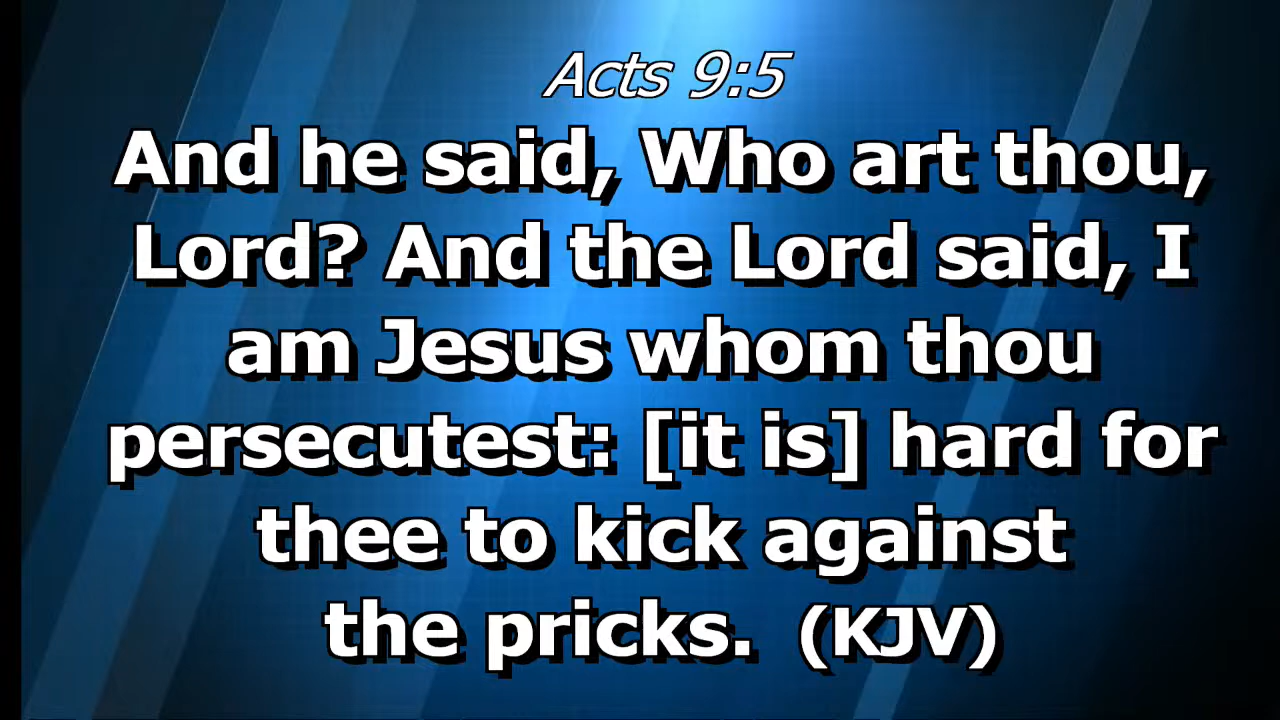 Acts 9:5
And he said, Who art thou,
Lord? And the Lord said, I
am Jesus whom thou
persecutest: [it is] hard for
thee to kick against
the pricks. (KJV)